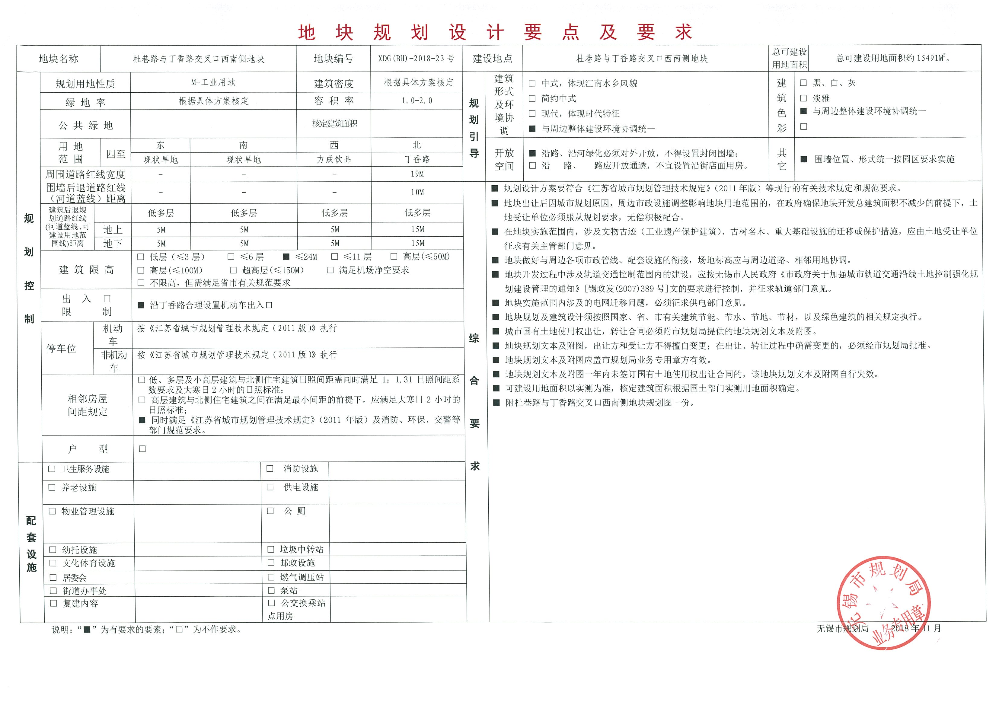 地块规划设计要点及要求
地块名称 杜巷路与丁香路交叉口西南侧地块 地块编号 XDG(BH)-2018-23号 建设地点 杜巷路与丁香路交叉口西南侧地块 总可建设用地面积 总可建设用地面积约15491M²。
规划控制
规划用地性质 M-工业用地 建筑密度 根据具体方案核定
绿地率 根据具体方案核定 容积率 1.0-2.0
公共绿地 核定建筑面积
用地范围 四至 东 南 西 北
现状旱地 现状旱地 方成饮品 丁香路
周围道路红线宽度 - - - 19M
围墙后退道路红线
（河道蓝线）距离 - - - 10M
建筑后退规
划道路红线
(河道蓝线、可
建设用地范
围线)距离
低多层 低多层 低多层 低多层
地上 5M 5M 5M 15M
地下 5M 5M 5M 15M
建筑限高
□ 低层（≤3层） □ ≤6层 ■ ≤24M □ ≤11层 □ 高层(≤50M)
□ 高层(≤100M) □ 超高层(≤150M) □ 满足机场净空要求
□ 不限高，但需满足省市有关规范要求
出入口
限制
■ 沿丁香路合理设置机动车出入口
停车位
机动车 按《江苏省城市规划管理技术规定（2011版）》执行
非机动车 按《江苏省城市规划管理技术规定（2011版）》执行
相邻房屋
间距规定
□ 低、多层及小高层建筑与北侧住宅建筑日照间距需同时满足1：1.31日照间距系
数要求及大寒日2小时的日照标准；
□ 高层建筑与北侧住宅建筑之间在满足最小间距的前提下，应满足大寒日2小时的
日照标准；
■ 同时满足《江苏省城市规划管理技术规定》（2011年版）及消防、环保、交警等
部门规范要求。
户型 □
配套设施
□ 卫生服务设施 □ 消防设施
□ 养老设施 □ 供电设施
□ 物业管理设施 □ 公厕
□ 幼托设施 □ 垃圾中转站
□ 文化体育设施 □ 邮政设施
□ 居委会 □ 燃气调压站
□ 街道办事处 □ 泵站
□ 复建内容 □ 公交换乘站
点用房
规划引导
建筑
形式
及环
境协
调
□ 中式，体现江南水乡风貌
□ 简约中式
□ 现代，体现时代特征
■ 与周边整体建设环境协调统一
建筑色彩
□ 黑、白、灰
□ 淡雅
■ 与周边整体建设环境协调统一
□
开放
空间
■ 沿路、沿河绿化必须对外开放，不得设置封闭围墙；
□ 沿 路、 路应开放通透，不宜设置沿街店面用房。
其它
■ 围墙位置、形式统一按园区要求实施
综合要求
■ 规划设计方案要符合《江苏省城市规划管理技术规定》（2011年版）等现行的有关技术规定和规范要求。
■ 地块出让后因城市规划原因，周边市政设施调整影响地块用地范围的，在政府确保地块开发总建筑面积不减少的前提下，土
地受让单位必须服从规划要求，无偿积极配合。
■ 在地块实施范围内，涉及文物古迹（工业遗产保护建筑）、古树名木、重大基础设施的迁移或保护措施，应由土地受让单位
征求有关主管部门意见。
■ 地块做好与周边各项市政管线、配套设施的衔接，场地标高应与周边道路、相邻用地协调。
■ 地块开发过程中涉及轨道交通控制范围内的建设，应按无锡市人民政府《市政府关于加强城市轨道交通沿线土地控制强化规
划建设管理的通知》[锡政发(2007)389号]文的要求进行控制，并征求轨道部门意见。
■ 地块实施范围内涉及的电网迁移问题，必须征求供电部门意见。
■ 地块规划及建筑设计须按照国家、省、市有关建筑节能、节水、节地、节材，以及绿色建筑的相关规定执行。
■ 城市国有土地使用权出让，转让合同必须附市规划局提供的地块规划文本及附图。
■ 地块规划文本及附图，出让方和受让方不得擅自变更；在出让、转让过程中确需变更的，必须经市规划局批准。
■ 地块规划文本及附图应盖市规划局业务专用章方有效。
■ 地块规划文本及附图一年内未签订国有土地使用权出让合同的，该地块规划文本及附图自行失效。
■ 可建设用地面积以实测为准，核定建筑面积根据国土部门实测用地面积确定。
■ 附杜巷路与丁香路交叉口西南侧地块规划图一份。
说明：“■”为有要求的要素；“□”为不作要求。
无锡市规划局 2018年11月
无锡市规划局
业务专用章